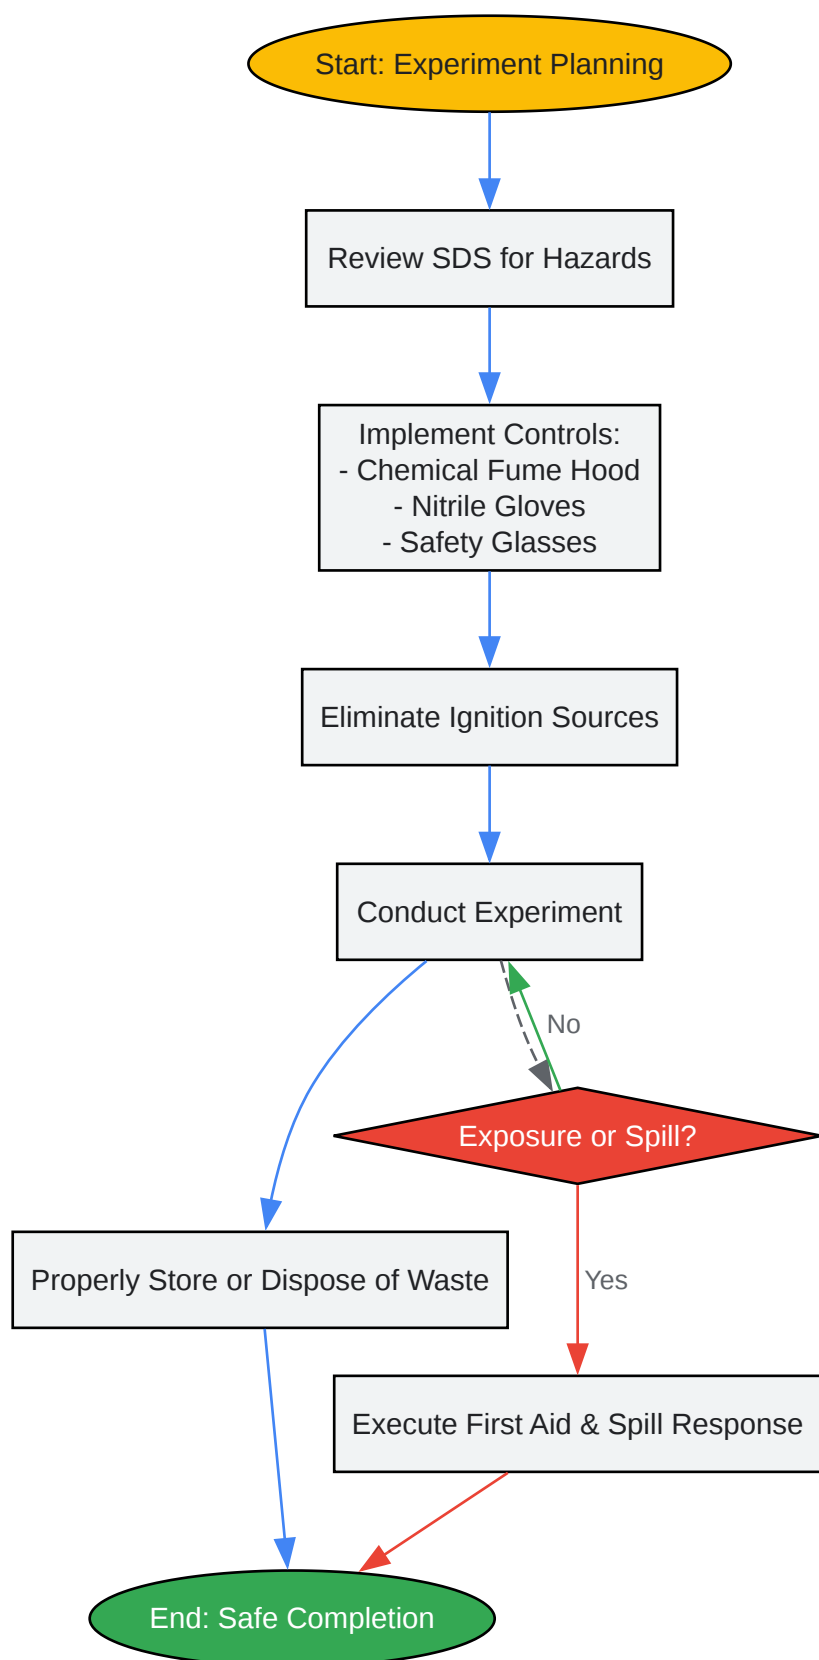 Start: Experiment Planning
Review SDS for Hazards
Implement Controls:
- Chemical Fume Hood
- Nitrile Gloves
- Safety Glasses
Eliminate Ignition Sources
Conduct Experiment
No
Exposure or Spill?
Properly Store or Dispose of Waste
Yes
Execute First Aid & Spill Response
End: Safe Completion